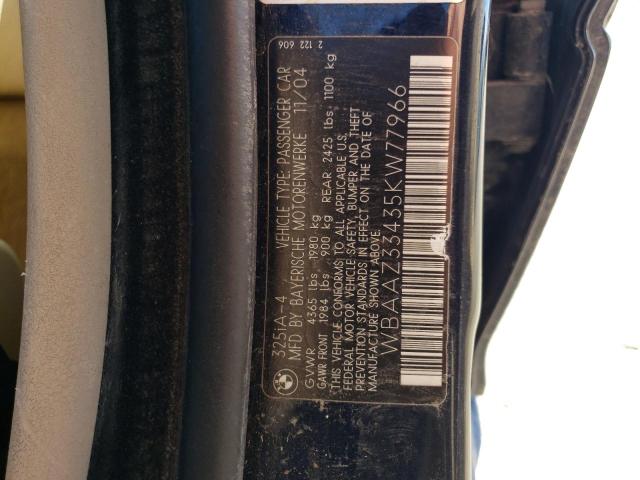 2 122 606
325iA-4 VEHICLE TYPE: PASSENGER CAR
MFD BY BAYERISCHE MOTORENWERKE 11/04
GVWR 4365 lbs 1980 kg
GAWR FRONT 1984 lbs 900 kg REAR 2425 lbs 1100 kg
THIS VEHICLE CONFORMS TO ALL APPLICABLE U.S.
FEDERAL MOTOR VEHICLE SAFETY, BUMPER AND THEFT
PREVENTION STANDARDS IN EFFECT ON THE DATE OF
MANUFACTURE SHOWN ABOVE.
WBAAZ33435KW77966
BMW